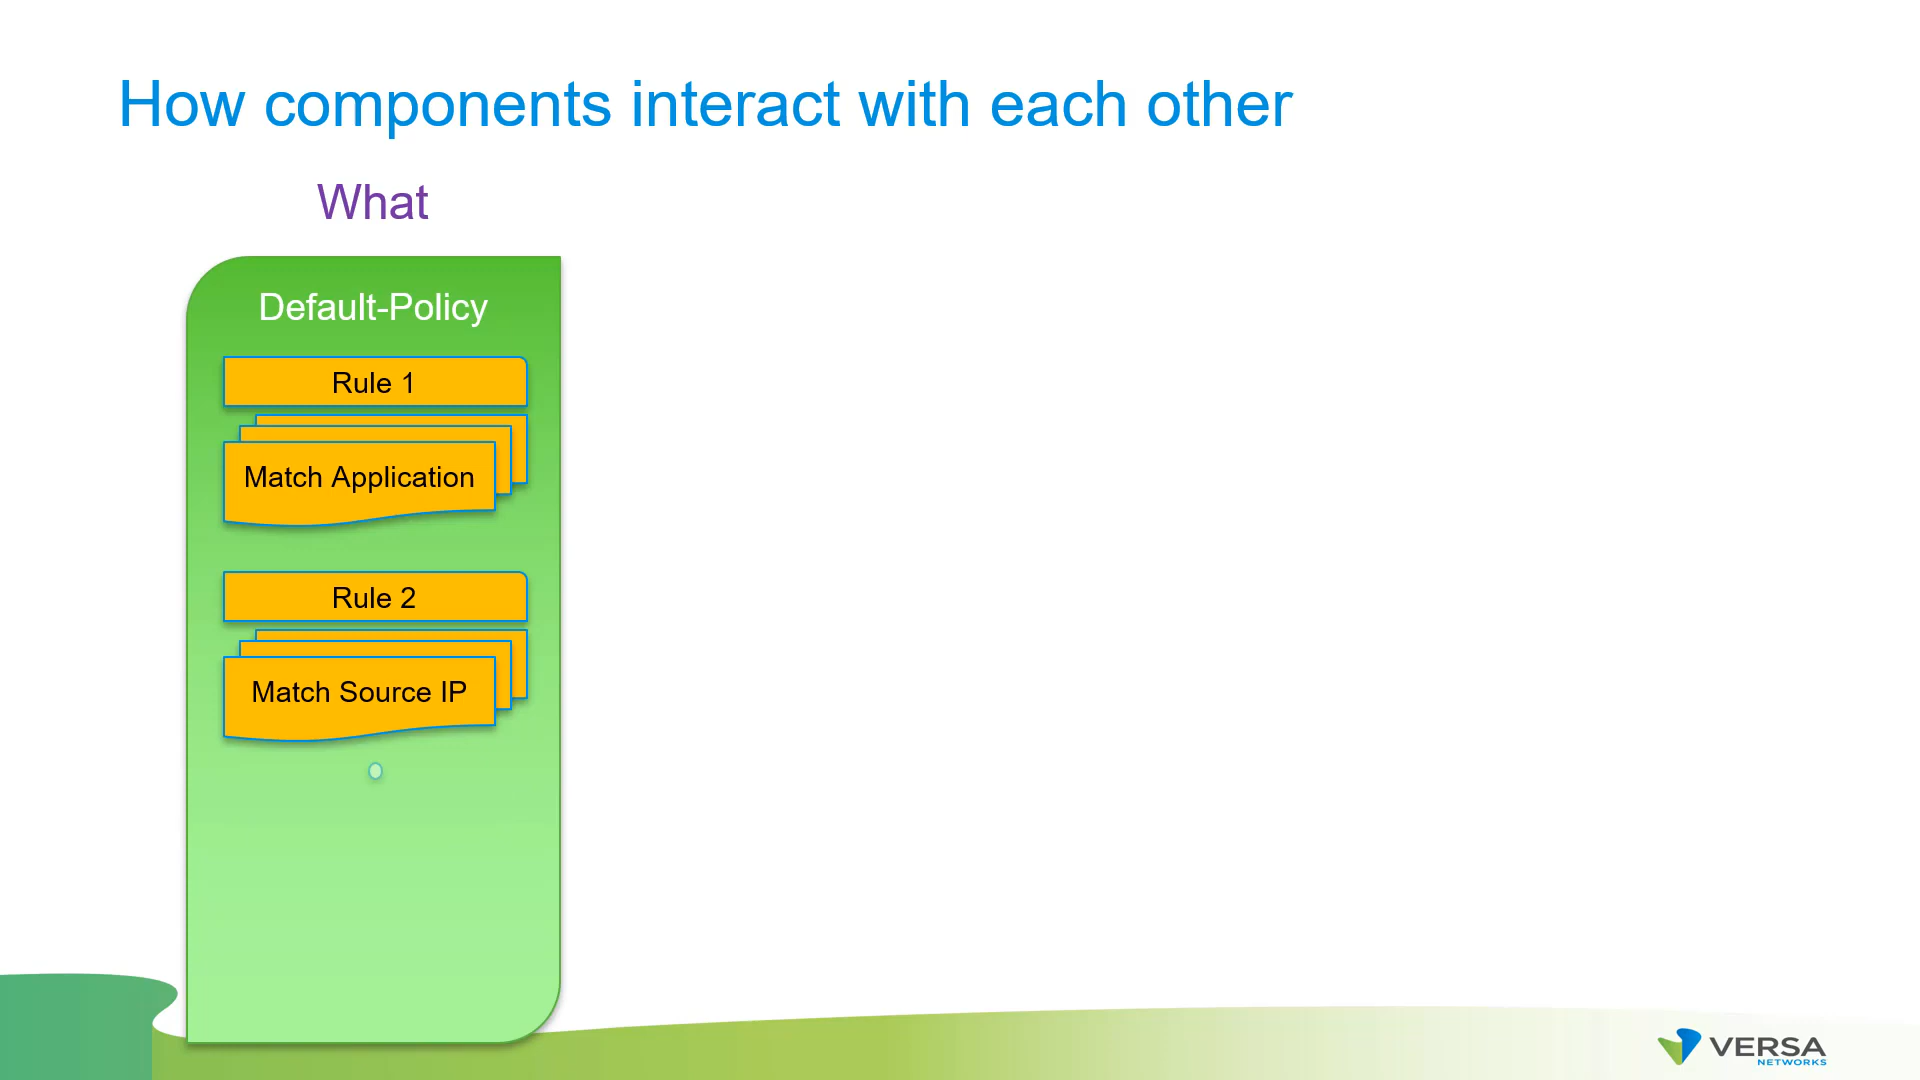 How components interact with each other
What
Default-Policy
Rule 1
Match Application
Rule 2
Match Source IP
VERSA
NETWORKS